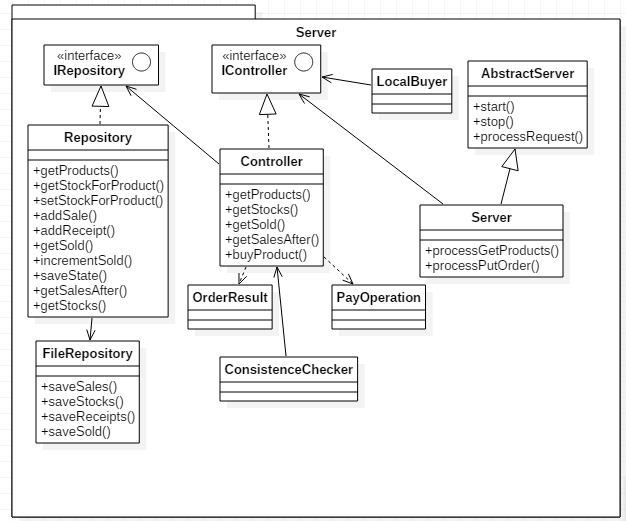 Server
«interface»
IRepository
«interface»
IController
LocalBuyer
AbstractServer
+start()
+stop()
+processRequest()
Repository
+getProducts()
+getStockForProduct()
+setStockForProduct()
+addSale()
+addReceipt()
+getSold()
+incrementSold()
+saveState()
+getSalesAfter()
+getStocks()
Controller
+getProducts()
+getStocks()
+getSold()
+getSalesAfter()
+buyProduct()
Server
+processGetProducts()
+processPutOrder()
OrderResult
PayOperation
FileRepository
+saveSales()
+saveStocks()
+saveReceipts()
+saveSold()
ConsistenceChecker